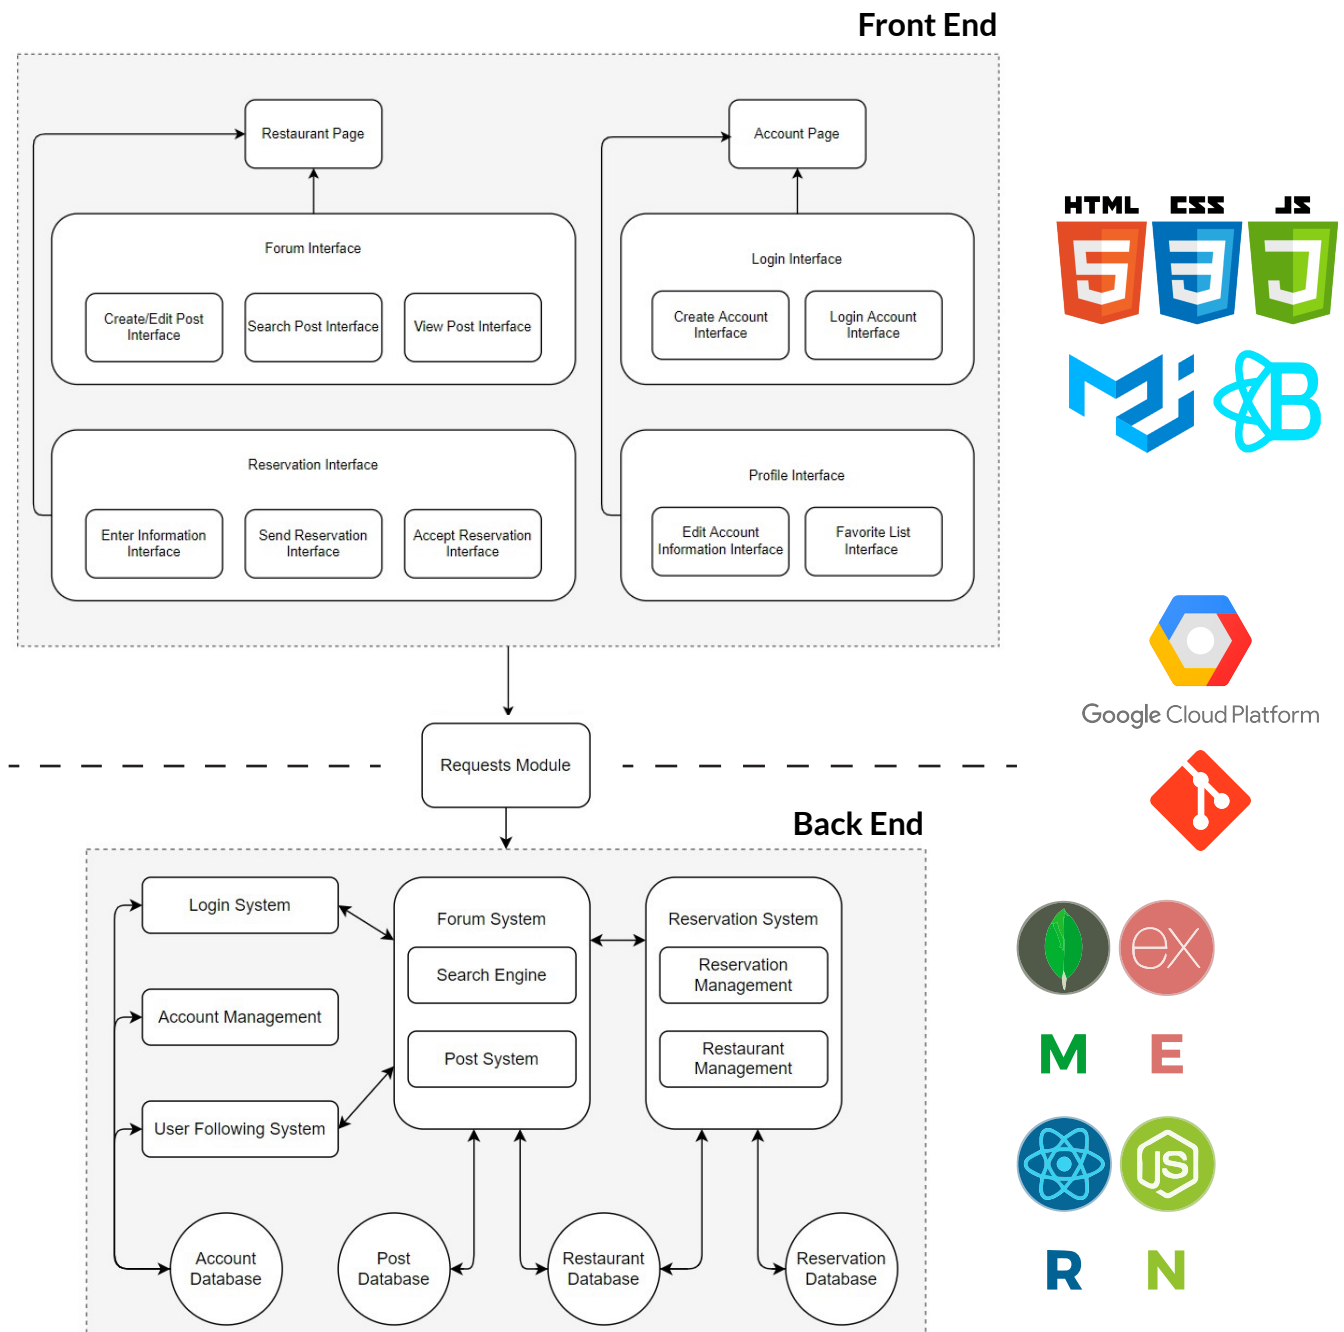 Front End
Restaurant Page
Account Page
Forum Interface
Create/Edit Post
Interface
Search Post Interface
View Post Interface
Login Interface
Create Account
Interface
Login Account
Interface
Reservation Interface
Enter Information
Interface
Send Reservation
Interface
Accept Reservation
Interface
Profile Interface
Edit Account
Information Interface
Favorite List
Interface
HTML
CSS
JS
5
3
J
B
Google Cloud Platform
Requests Module
Back End
Login System
Account Management
User Following System
Forum System
Search Engine
Post System
Reservation System
Reservation
Management
Restaurant
Management
Account
Database
Post
Database
Restaurant
Database
Reservation
Database
ex
M
E
JS
R
N